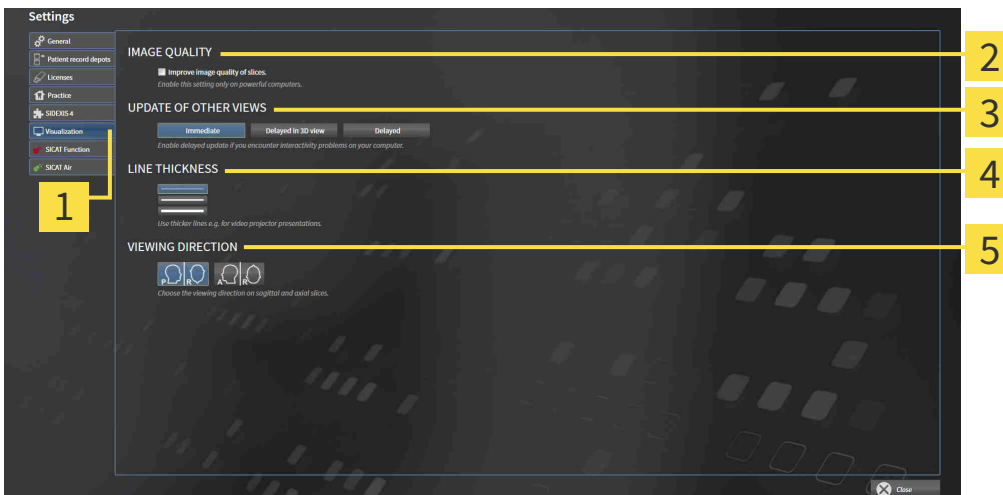 Settings
General
Patient record depots
Licenses
Practice
SIDEXIS 4
Visualization
SICAT Function
SICAT Air
1
IMAGE QUALITY
2
Improve image quality of slices.
Enable this setting only on powerful computers.
UPDATE OF OTHER VIEWS
3
Immediate Delayed in 3D view Delayed
Enable delayed update if you encounter interactivity problems on your computer.
LINE THICKNESS
4
Use thicker lines e.g. for video projector presentations.
VIEWING DIRECTION
5
P R A R
Choose the viewing direction on sagittal and axial slices.
Close